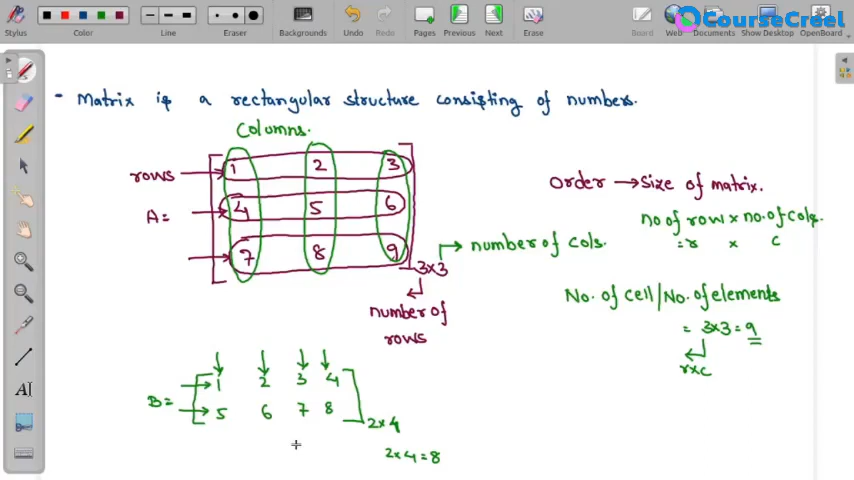 Stylus Color Line Eraser Backgrounds Undo Redo Pages Previous Next Erase Board Web Documents Show Desktop OpenBoard
CourseCreel
- Matrix is a rectangular structure consisting of numbers.
Columns.
rows
A=
1 2 3
4 5 6
7 8 9
3×3
number of cols.
number of
rows
Order → Size of matrix.
no of row × no. of cols.
= r × c
No. of cell/No. of elements
= 3×3 = 9
r×c
B=
1 2 3 4
5 6 7 8
2×4
2×4=8